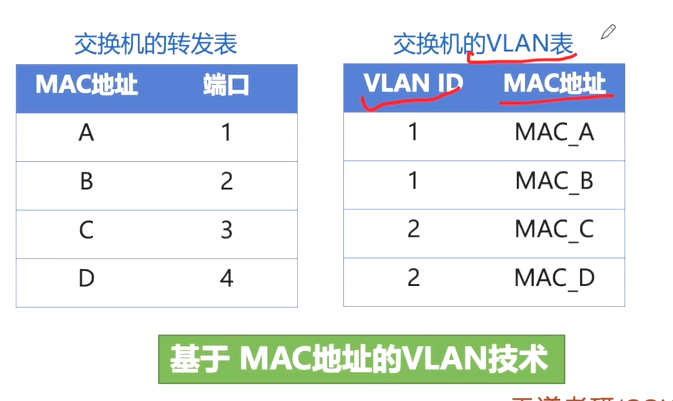 交换机的转发表
MAC地址 端口
A 1
B 2
C 3
D 4
交换机的VLAN表
VLAN ID MAC地址
1 MAC_A
1 MAC_B
2 MAC_C
2 MAC_D
基于 MAC地址的VLAN技术